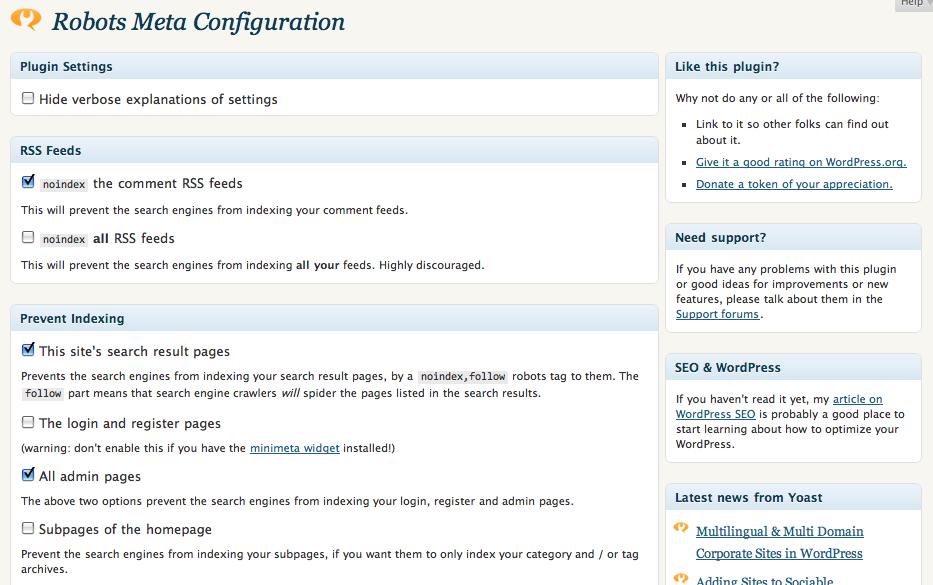 Help
Robots Meta Configuration
Plugin Settings
Hide verbose explanations of settings
RSS Feeds
noindex the comment RSS feeds
This will prevent the search engines from indexing your comment feeds.
noindex all RSS feeds
This will prevent the search engines from indexing all your feeds. Highly discouraged.
Prevent Indexing
This site's search result pages
Prevents the search engines from indexing your search result pages, by a noindex,follow robots tag to them. The
follow part means that search engine crawlers will spider the pages listed in the search results.
The login and register pages
(warning: don't enable this if you have the minimeta widget installed!)
All admin pages
The above two options prevent the search engines from indexing your login, register and admin pages.
Subpages of the homepage
Prevent the search engines from indexing your subpages, if you want them to only index your category and / or tag
archives.
Like this plugin?
Why not do any or all of the following:
Link to it so other folks can find out
about it.
Give it a good rating on WordPress.org.
Donate a token of your appreciation.
Need support?
If you have any problems with this plugin
or good ideas for improvements or new
features, please talk about them in the
Support forums.
SEO & WordPress
If you haven't read it yet, my article on
WordPress SEO is probably a good place to
start learning about how to optimize your
WordPress.
Latest news from Yoast
Multilingual & Multi Domain
Corporate Sites in WordPress
Adding Sites to Sociable